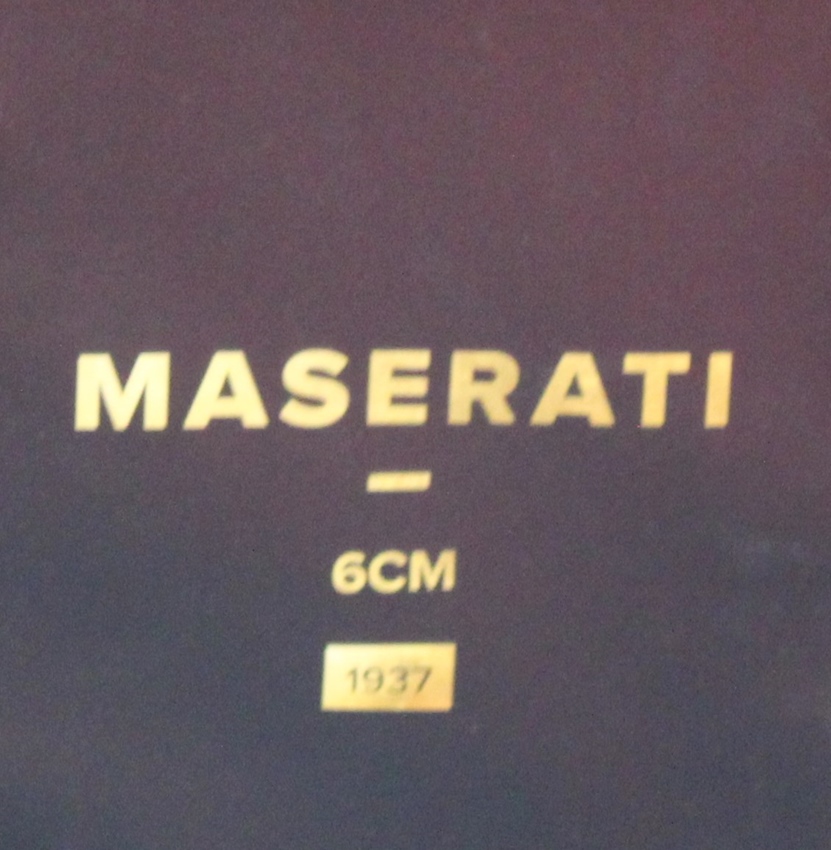 MASERATI
—
6CM
1937